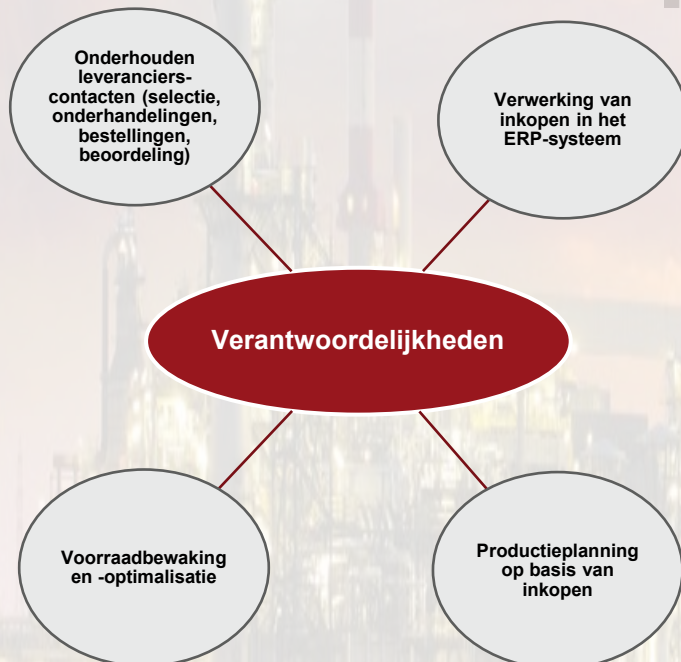 Onderhouden
leveranciers-
contacten (selectie,
onderhandelingen,
bestellingen,
beoordeling)
Verwerking van
inkopen in het
ERP-systeem
Verantwoordelijkheden
Voorraadbewaking
en -optimalisatie
Productieplanning
op basis van
inkopen